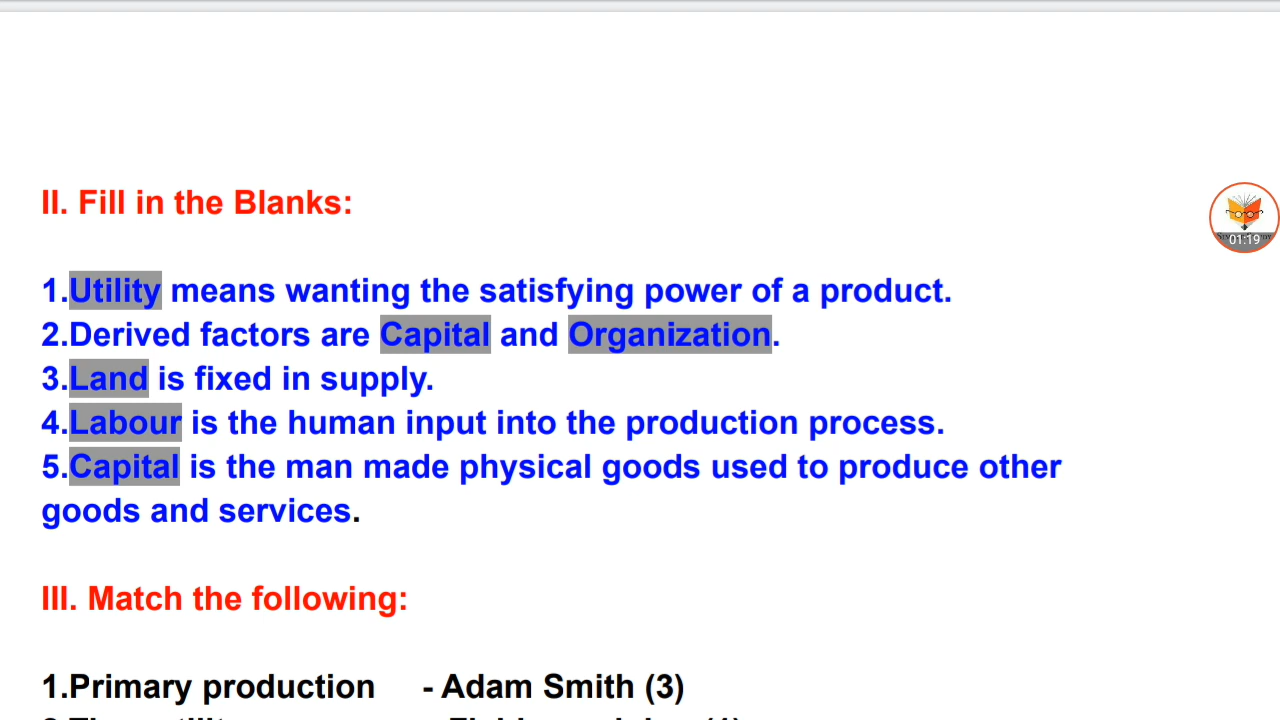 II. Fill in the Blanks:
1.Utility means wanting the satisfying power of a product.
2.Derived factors are Capital and Organization.
3.Land is fixed in supply.
4.Labour is the human input into the production process.
5.Capital is the man made physical goods used to produce other
goods and services.
01:19
III. Match the following:
1.Primary production - Adam Smith (3)